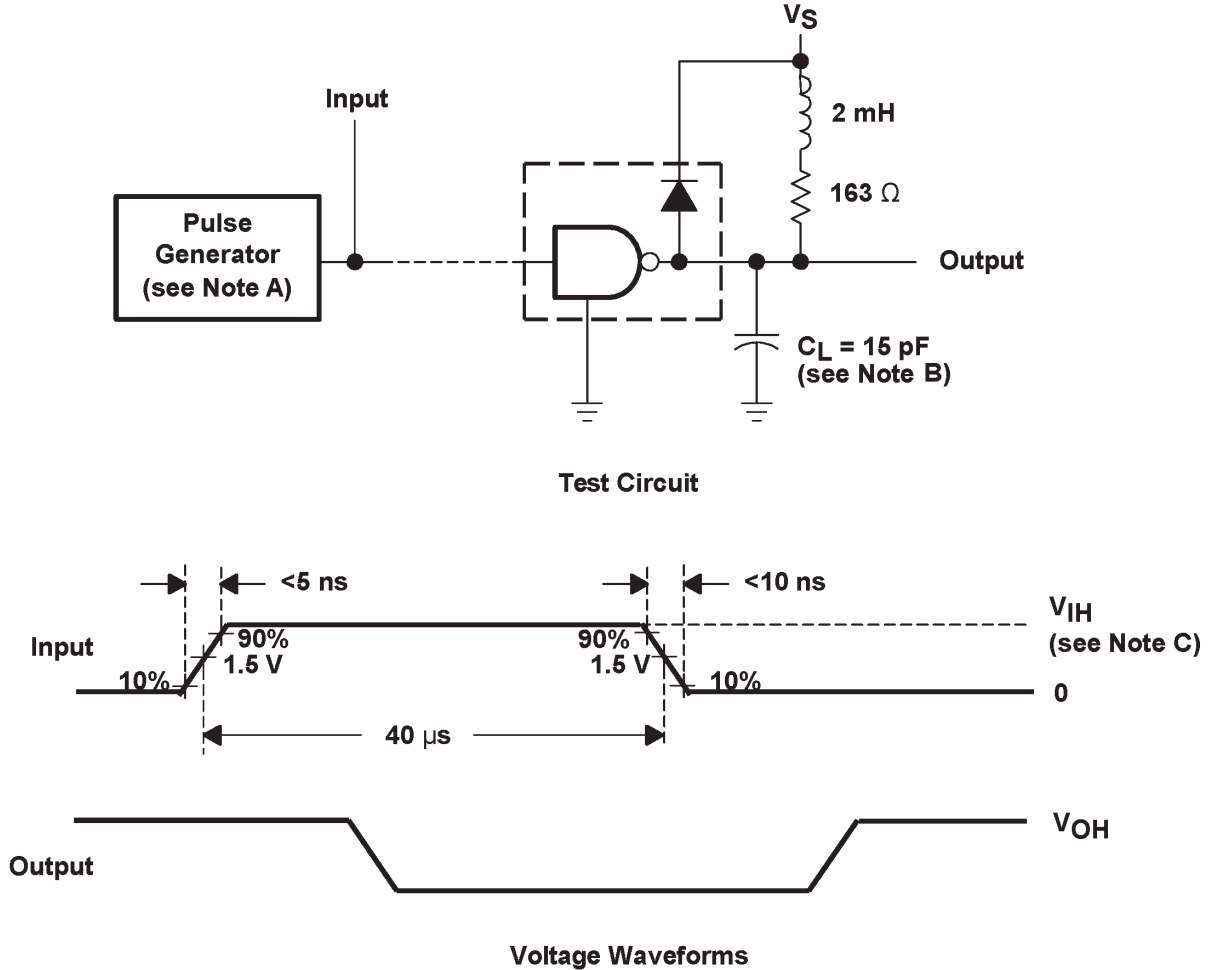 VS
Input
2 mH
163 Ω
Pulse
Generator
(see Note A)
Output
CL = 15 pF
(see Note B)
Test Circuit
<5 ns
<10 ns
VIH
(see Note C)
Input
90%
1.5 V
10%
90%
1.5 V
10%
0
40 μs
VOH
Output
Voltage Waveforms